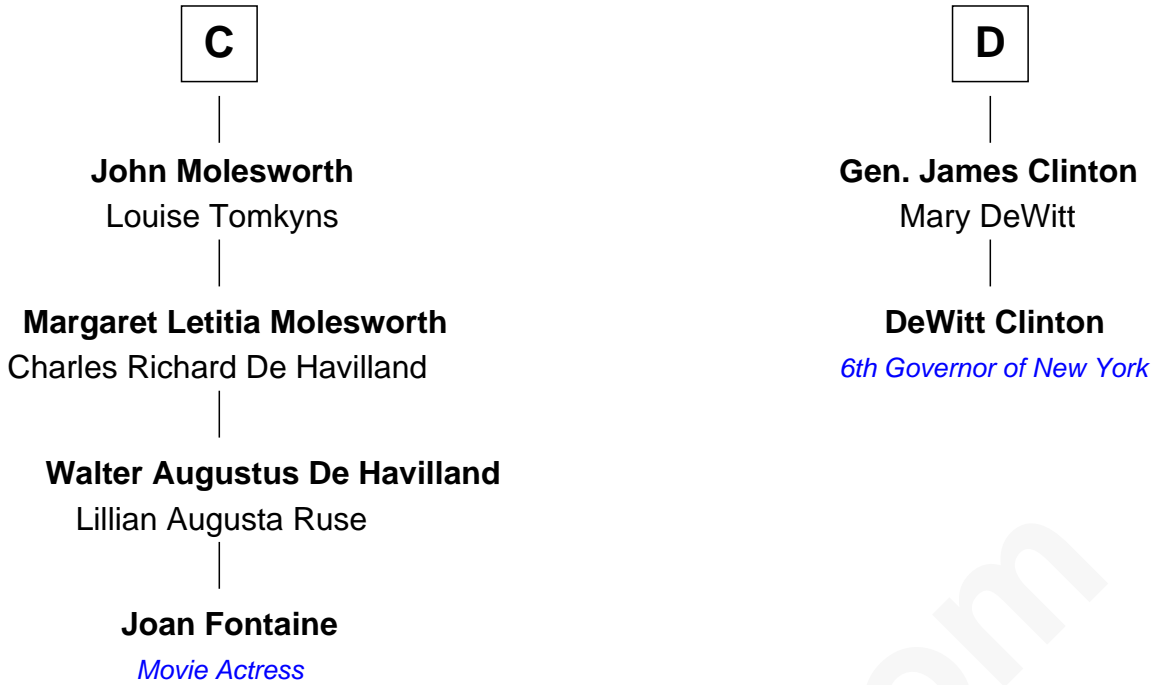 C
John Molesworth
Louise Tomkyns
Margaret Letitia Molesworth
Charles Richard De Havilland
Walter Augustus De Havilland
Lillian Augusta Ruse
Joan Fontaine
Movie Actress
D
Gen. James Clinton
Mary DeWitt
DeWitt Clinton
6th Governor of New York
om